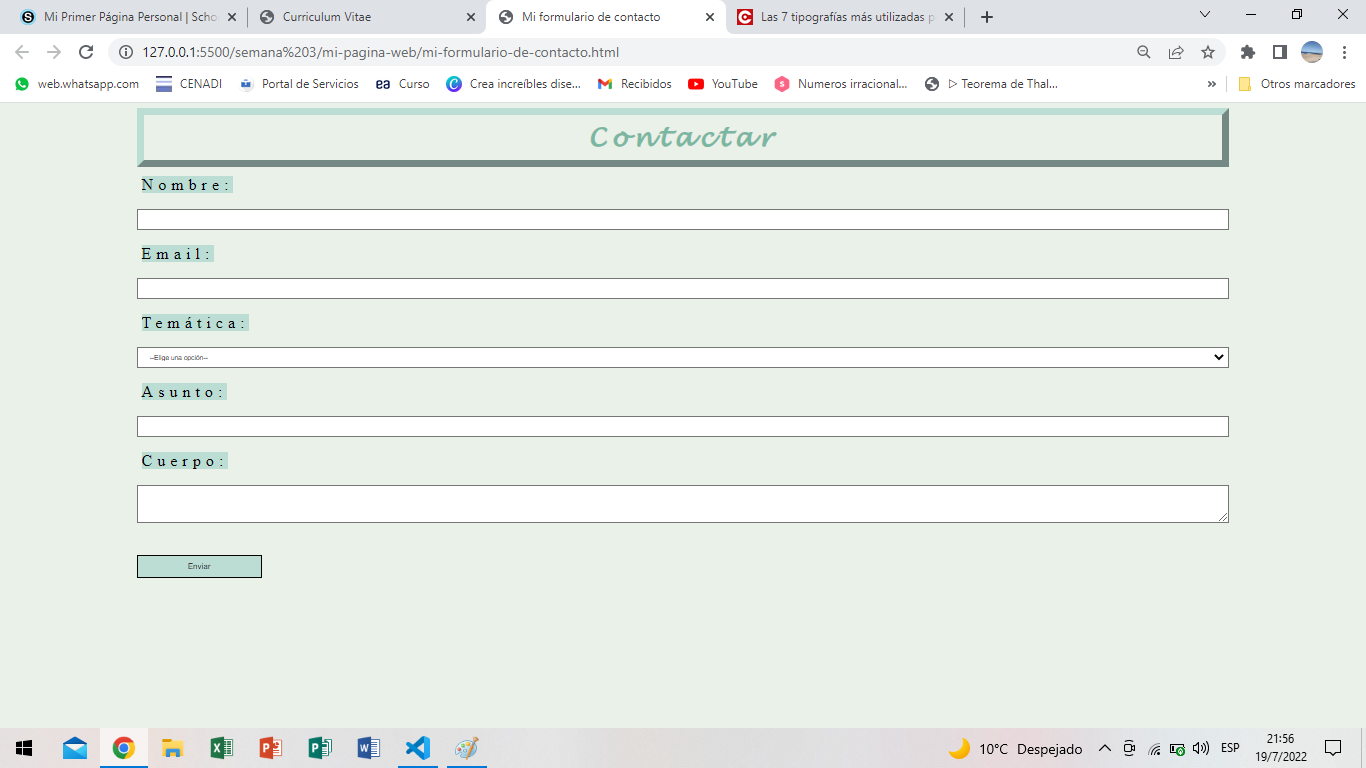 Mi Primer Página Personal | Scho
Curriculum Vitae
Mi formulario de contacto
Las 7 tipografías más utilizadas p
127.0.0.1:5500/semana%203/mi-pagina-web/mi-formulario-de-contacto.html
web.whatsapp.com
CENADI
Portal de Servicios
ea Curso
Crea increíbles dise...
Recibidos
YouTube
Numeros irracional...
▷ Teorema de Thal...
»
Otros marcadores
Contactar
Nombre:
Email:
Temática:
--Elige una opción--
Asunto:
Cuerpo:
Enviar
10°C Despejado
ESP
21:56
19/7/2022